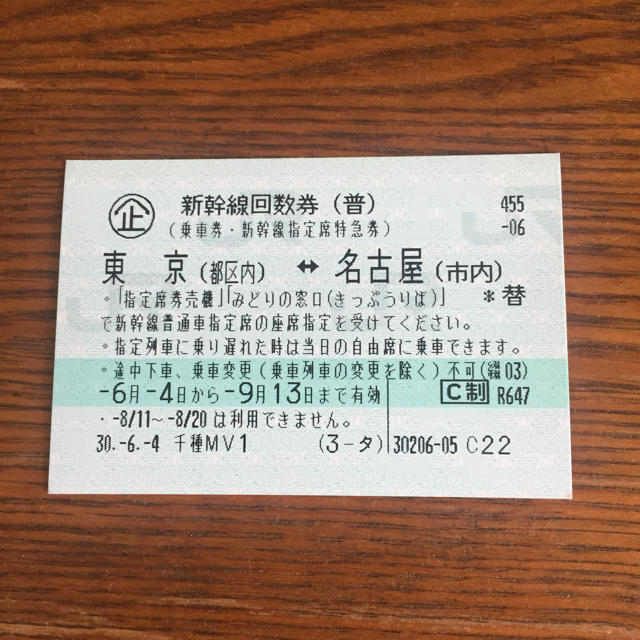 企 新幹線回数券（普） 455
（乗車券・新幹線指定席特急券） -06
東　京（都区内）↔ 名古屋（市内）
＊替
◦「指定席券売機」「みどりの窓口（きっぷうりば）」
で新幹線普通車指定席の座席指定を受けてください。
◦指定列車に乗り遅れた時は当日の自由席に乗車できます。
◦途中下車、乗車変更（乗車列車の変更を除く）不可（綴03）
-6月-4日から-9月13日まで有効 C制 R647
◦-8/11〜-8/20は利用できません。
30.-6.-4 千種MV1 （3-タ） 30206-05 C22